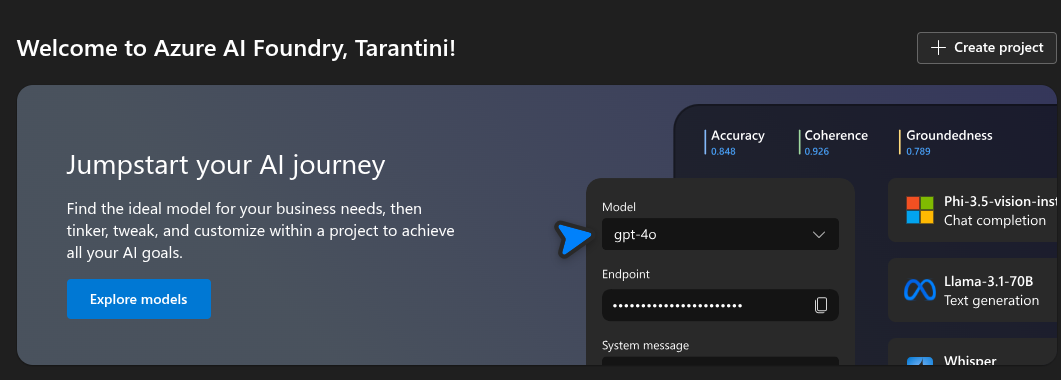 Welcome to Azure AI Foundry, Tarantini!
Create project
Jumpstart your AI journey
Find the ideal model for your business needs, then
tinker, tweak, and customize within a project to achieve
all your AI goals.
Explore models
Accuracy
0.848
Coherence
0.926
Groundedness
0.789
Model
gpt-4o
Endpoint
••••••••••••••••••••••••
System message
Phi-3.5-vision-inst
Chat completion
Llama-3.1-70B
Text generation
Whisper